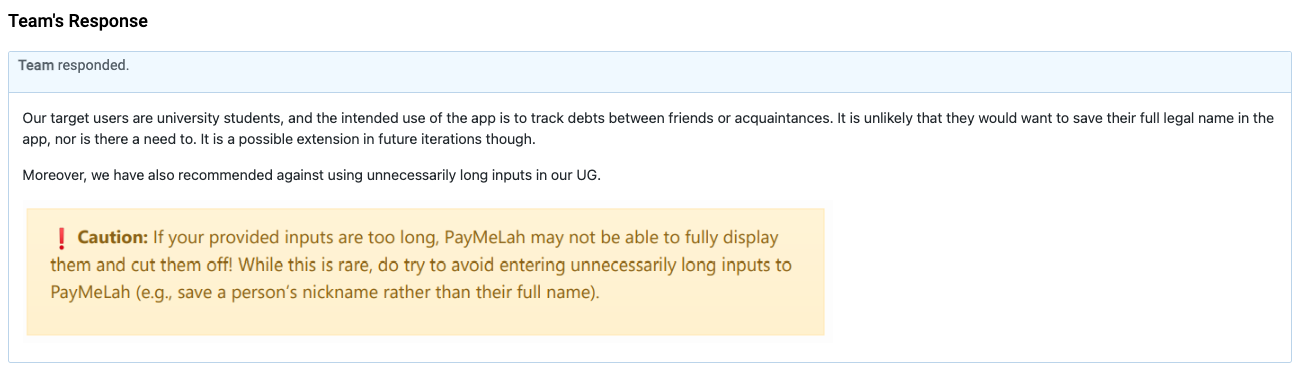 Team's Response
Team responded.
Our target users are university students, and the intended use of the app is to track debts between friends or acquaintances. It is unlikely that they would want to save their full legal name in the
app, nor is there a need to. It is a possible extension in future iterations though.
Moreover, we have also recommended against using unnecessarily long inputs in our UG.
❗ Caution: If your provided inputs are too long, PayMeLah may not be able to fully display
them and cut them off! While this is rare, do try to avoid entering unnecessarily long inputs to
PayMeLah (e.g., save a person's nickname rather than their full name).